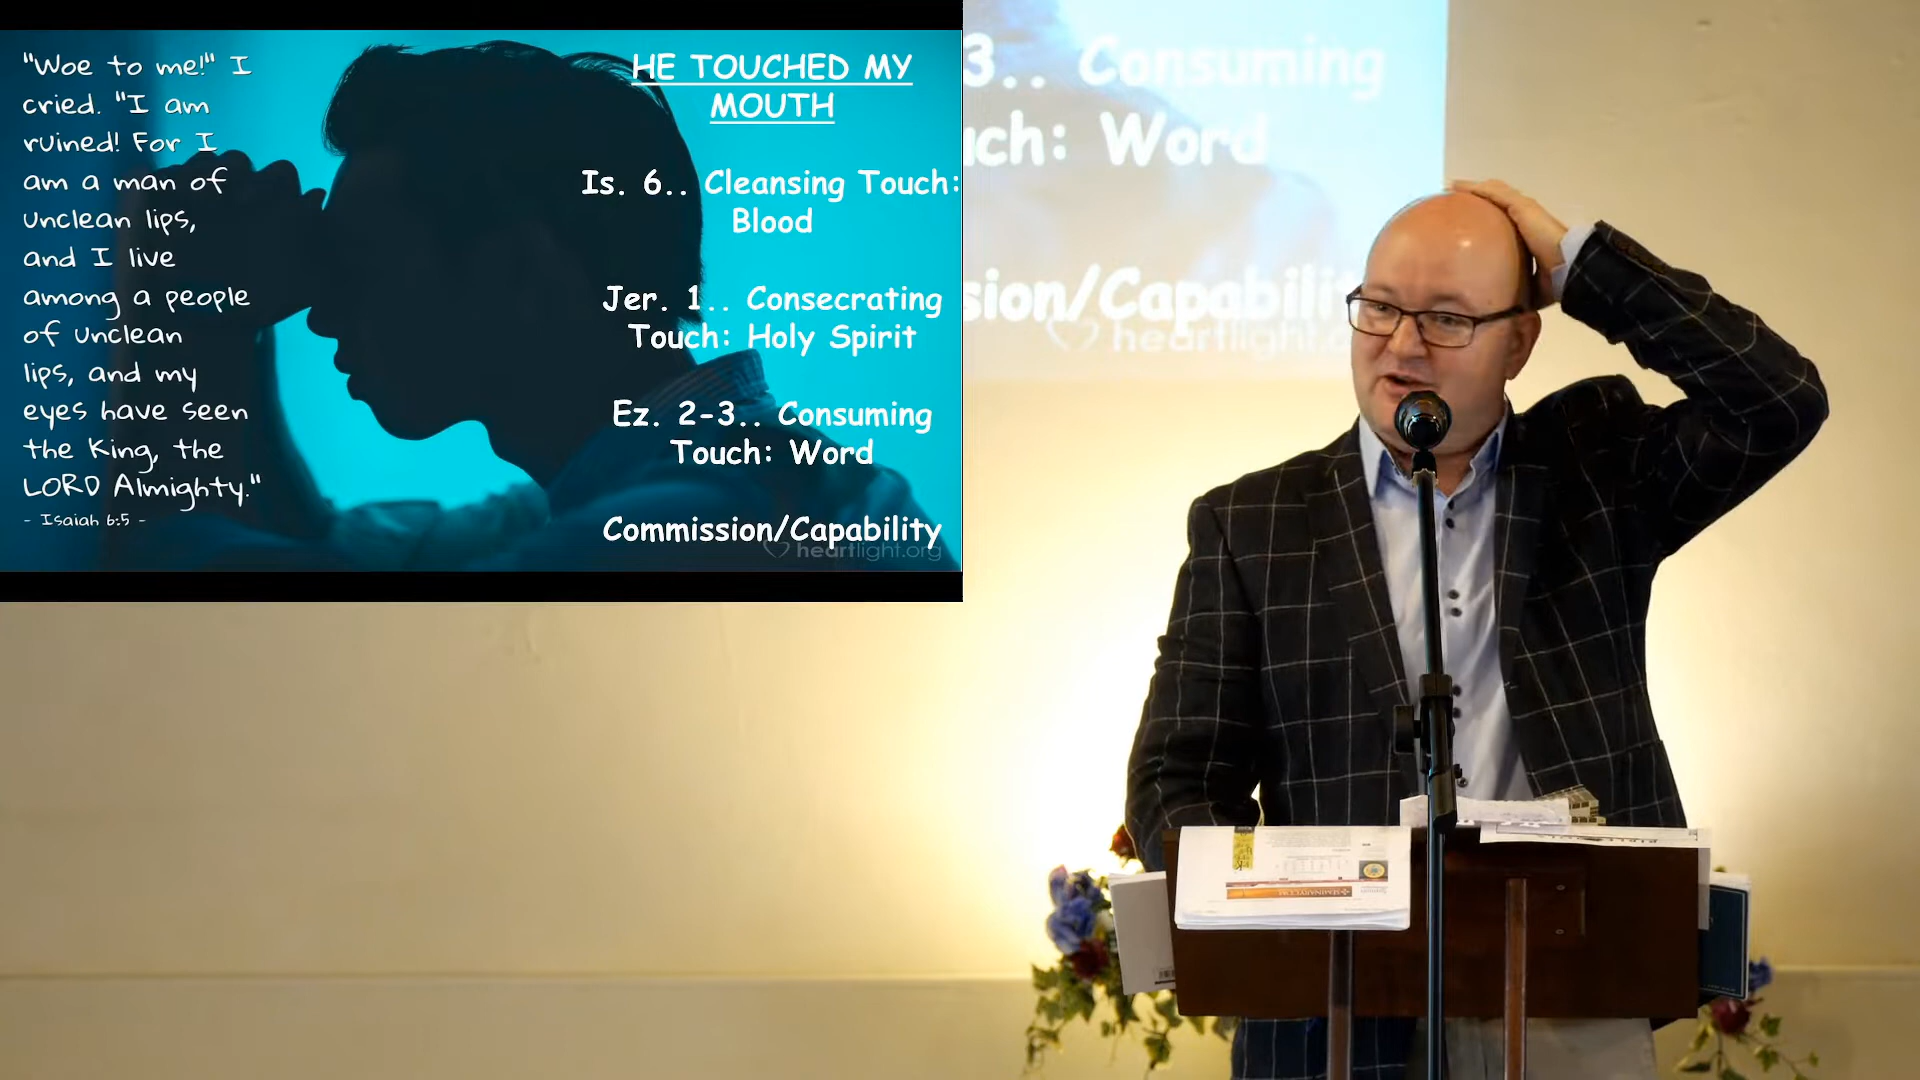 "Woe to me!" I
cried. "I am
ruined! For I
am a man of
unclean lips,
and I live
among a people
of unclean
lips, and my
eyes have seen
the King, the
LORD Almighty."
- Isaiah 6:5 -
HE TOUCHED MY
MOUTH
Is. 6.. Cleansing Touch:
Blood
Jer. 1.. Consecrating
Touch: Holy Spirit
Ez. 2-3.. Consuming
Touch: Word
Commission/Capability
heartlight.org
3.. Consuming
uch: Word
sion/Capabilit
heartlight.o